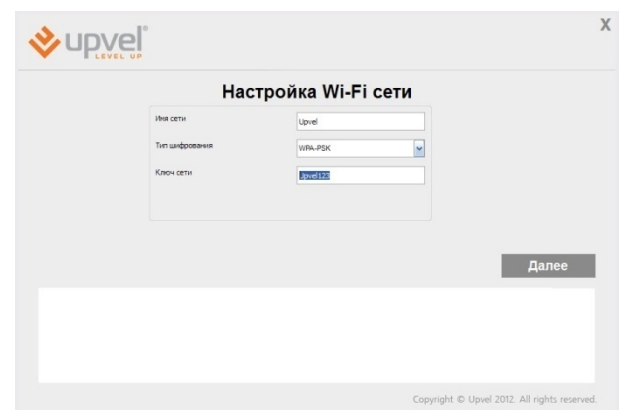 X
upvel
LEVEL UP
Настройка Wi-Fi сети
Имя сети
Upvel
Тип шифрования
WPA-PSK
Ключ сети
Upvel123
Далее
Copyright © Upvel 2012. All rights reserved.